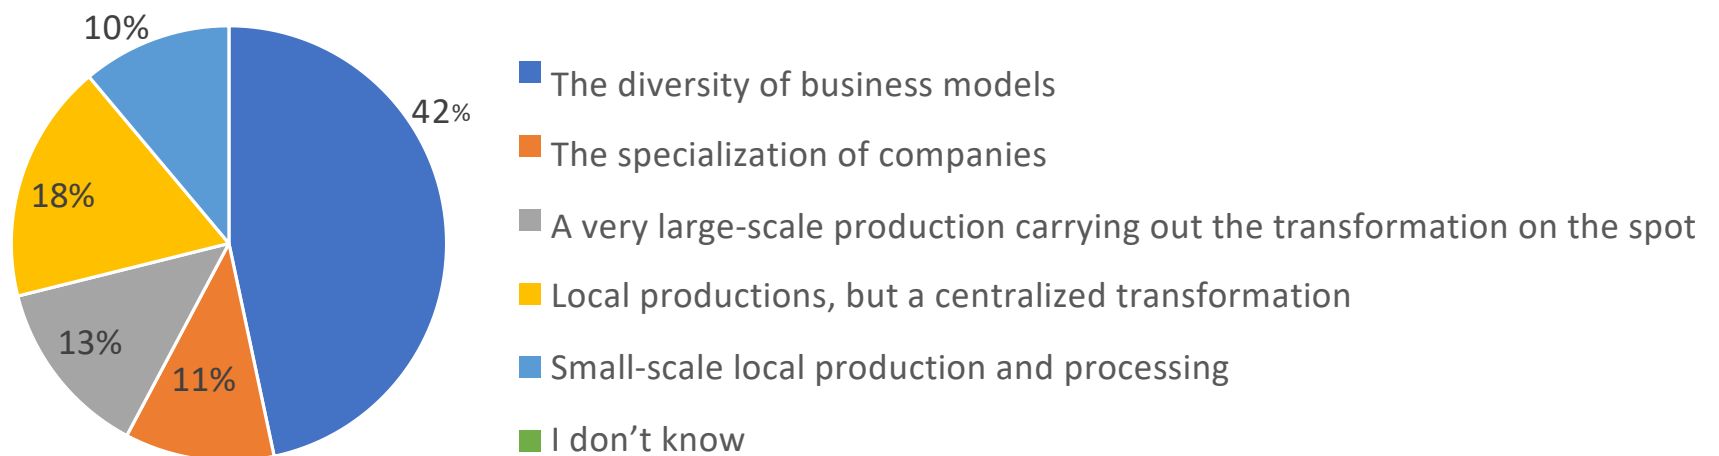 10%
42%
18%
13%
11%
The diversity of business models
The specialization of companies
A very large-scale production carrying out the transformation on the spot
Local productions, but a centralized transformation
Small-scale local production and processing
I don’t know